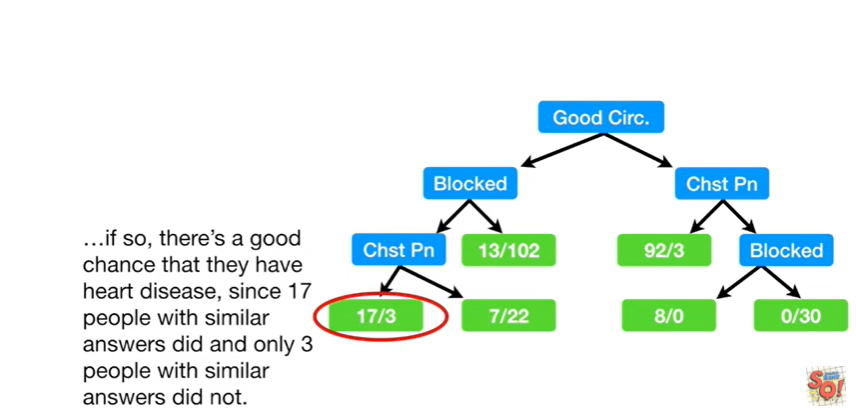 Good Circ.
Blocked
Chst Pn
…if so, there's a good
chance that they have
heart disease, since 17
people with similar
answers did and only 3
people with similar
answers did not.
Chst Pn
13/102
92/3
Blocked
17/3
7/22
8/0
0/30
SQ!